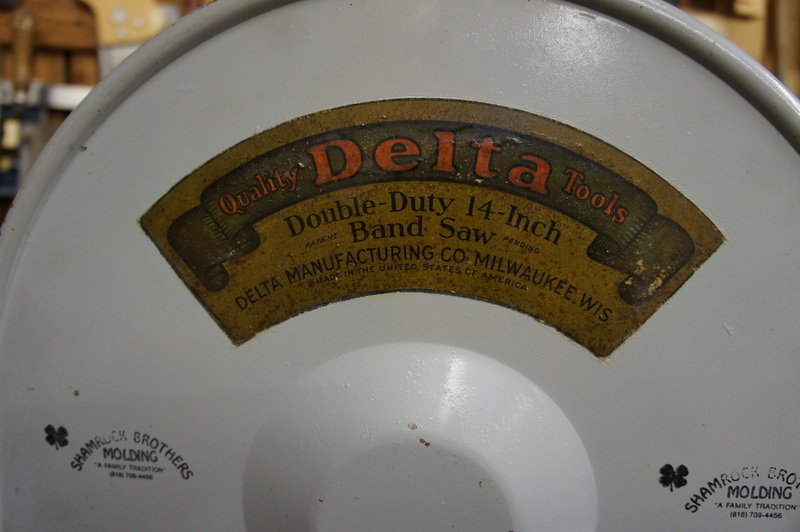 Quality Delta Tools
Double-Duty 14-Inch
PATENT Band Saw PENDING
DELTA MANUFACTURING CO. MILWAUKEE, WIS.
MADE IN THE UNITED STATES OF AMERICA
SHAMROCK BROTHERS
MOLDING
"A FAMILY TRADITION"
(818) 709-4456
SHAMROCK BROT
MOLDING
"A FAMILY TRADITION"
(818) 709-4456